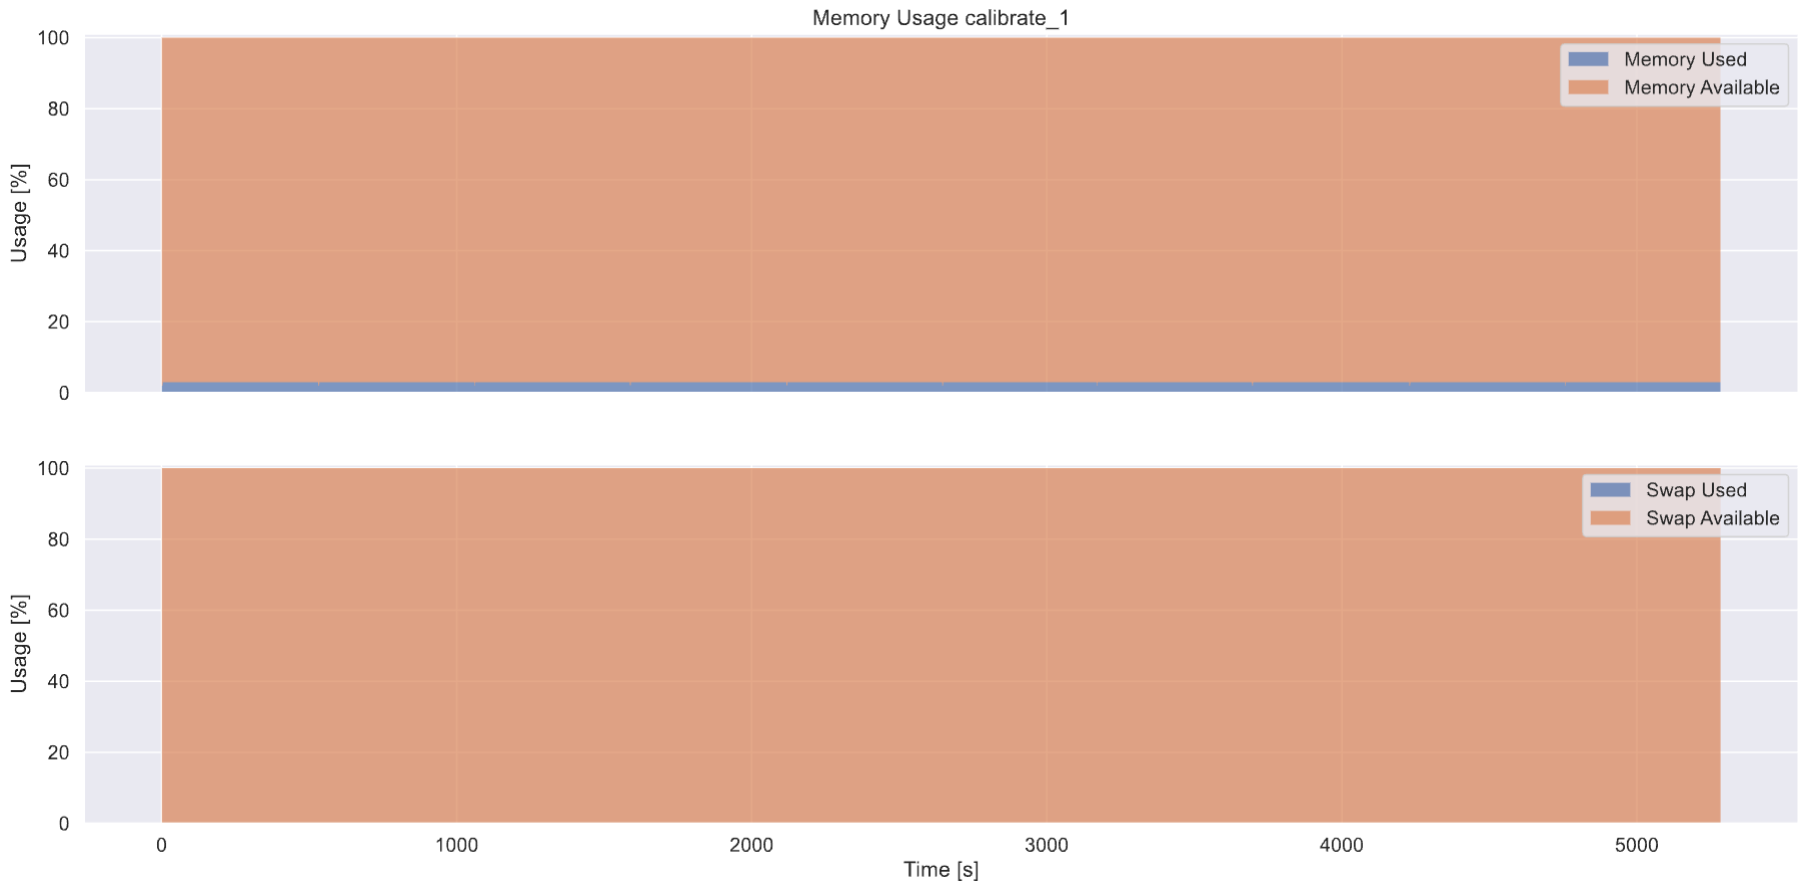 Memory Usage calibrate_1
100
80
60
40
20
0
Usage [%]
Memory Used
Memory Available
100
80
60
40
20
0
Usage [%]
Swap Used
Swap Available
0 1000 2000 3000 4000 5000
Time [s]